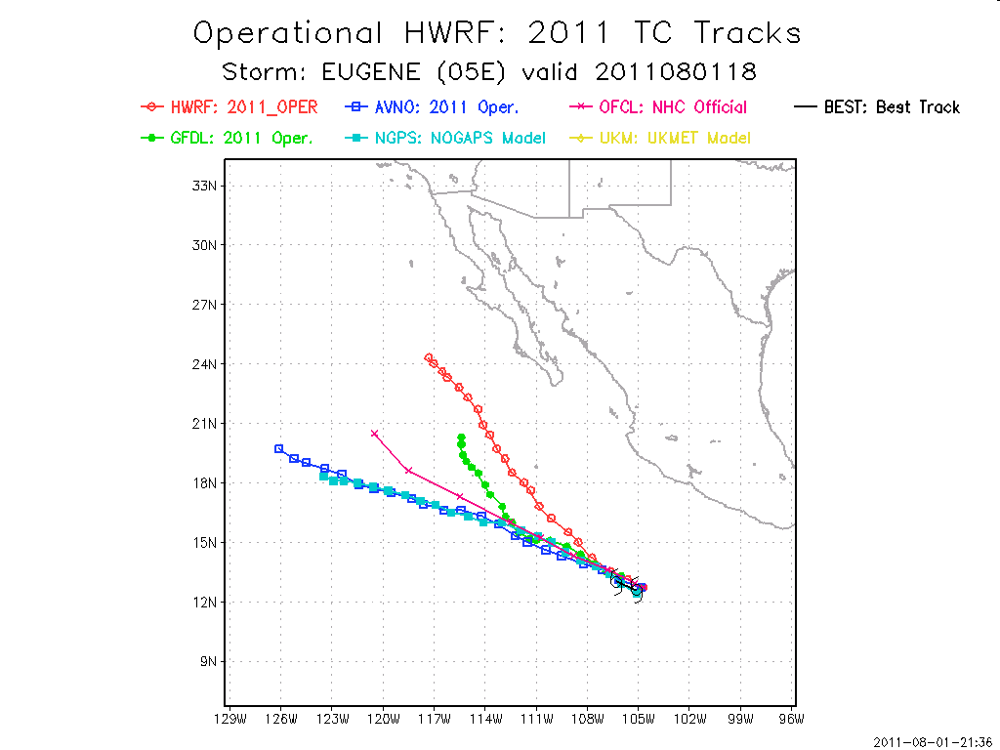 Operational HWRF: 2011 TC Tracks
Storm: EUGENE (05E) valid 2011080118
HWRF: 2011_OPER AVNO: 2011 Oper. OFCL: NHC Official BEST: Best Track
GFDL: 2011 Oper. NGPS: NOGAPS Model UKM: UKMET Model
33N
30N
27N
24N
21N
18N
15N
12N
9N
129W 126W 123W 120W 117W 114W 111W 108W 105W 102W 99W 96W
2011-08-01-21:36